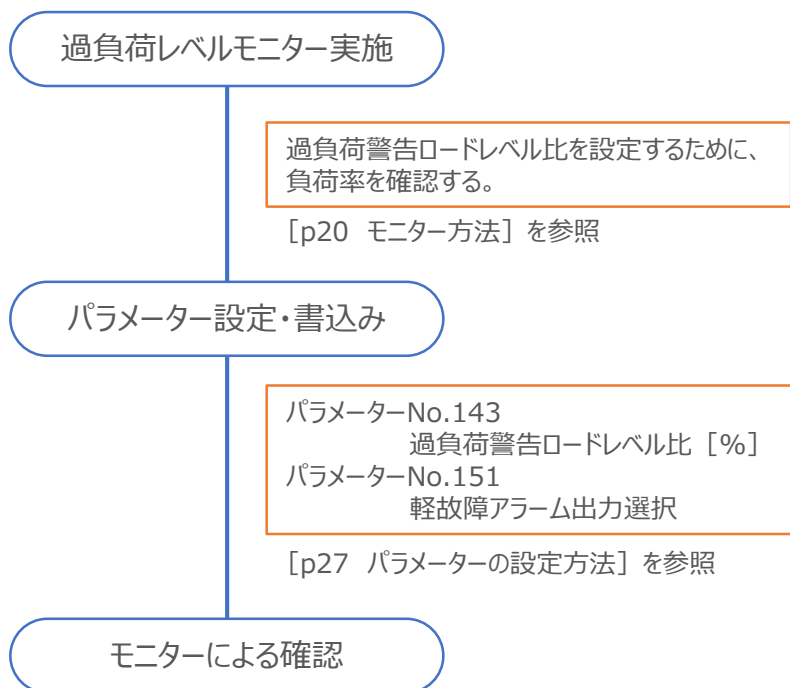 過負荷レベルモニター実施
過負荷警告ロードレベル比を設定するために、
負荷率を確認する。
［p20 モニター方法］を参照
パラメーター設定・書込み
パラメーターNo.143
過負荷警告ロードレベル比［%］
パラメーターNo.151
軽故障アラーム出力選択
［p27 パラメーターの設定方法］を参照
モニターによる確認